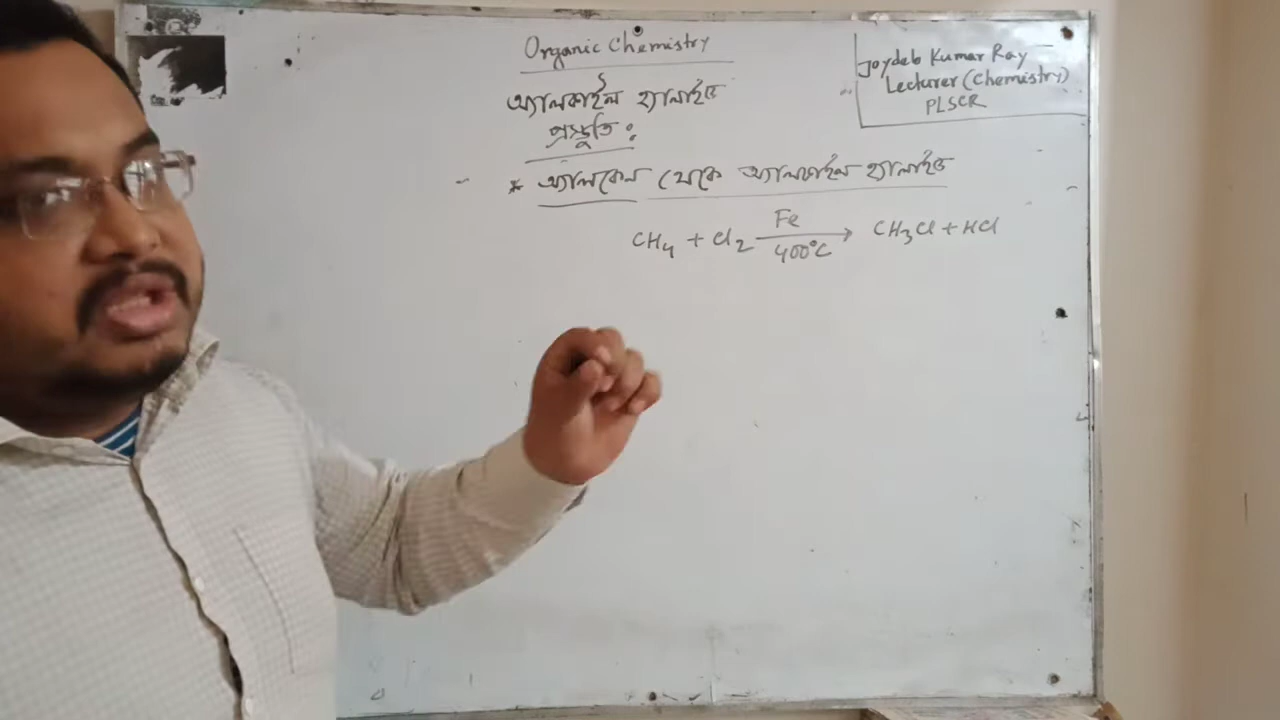 Organic Chemistry
অ্যালকাইল হ্যালাইড
প্রস্তুতি :
* অ্যালকেন থেকে অ্যালকাইল হ্যালাইড
CH₄ + Cl₂ —Fe/400°C→ CH₃Cl + HCl
Joydeb Kumar Ray
Lecturer (Chemistry)
PLSCR